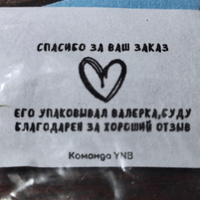 СПАСИБО ЗА ВАШ ЗАКАЗ
ЕГО УПАКОВЫВАЛ ВАЛЕРКА,БУДУ
БЛАГОДАРЕН ЗА ХОРОШИЙ ОТЗЫВ
Команда YNB